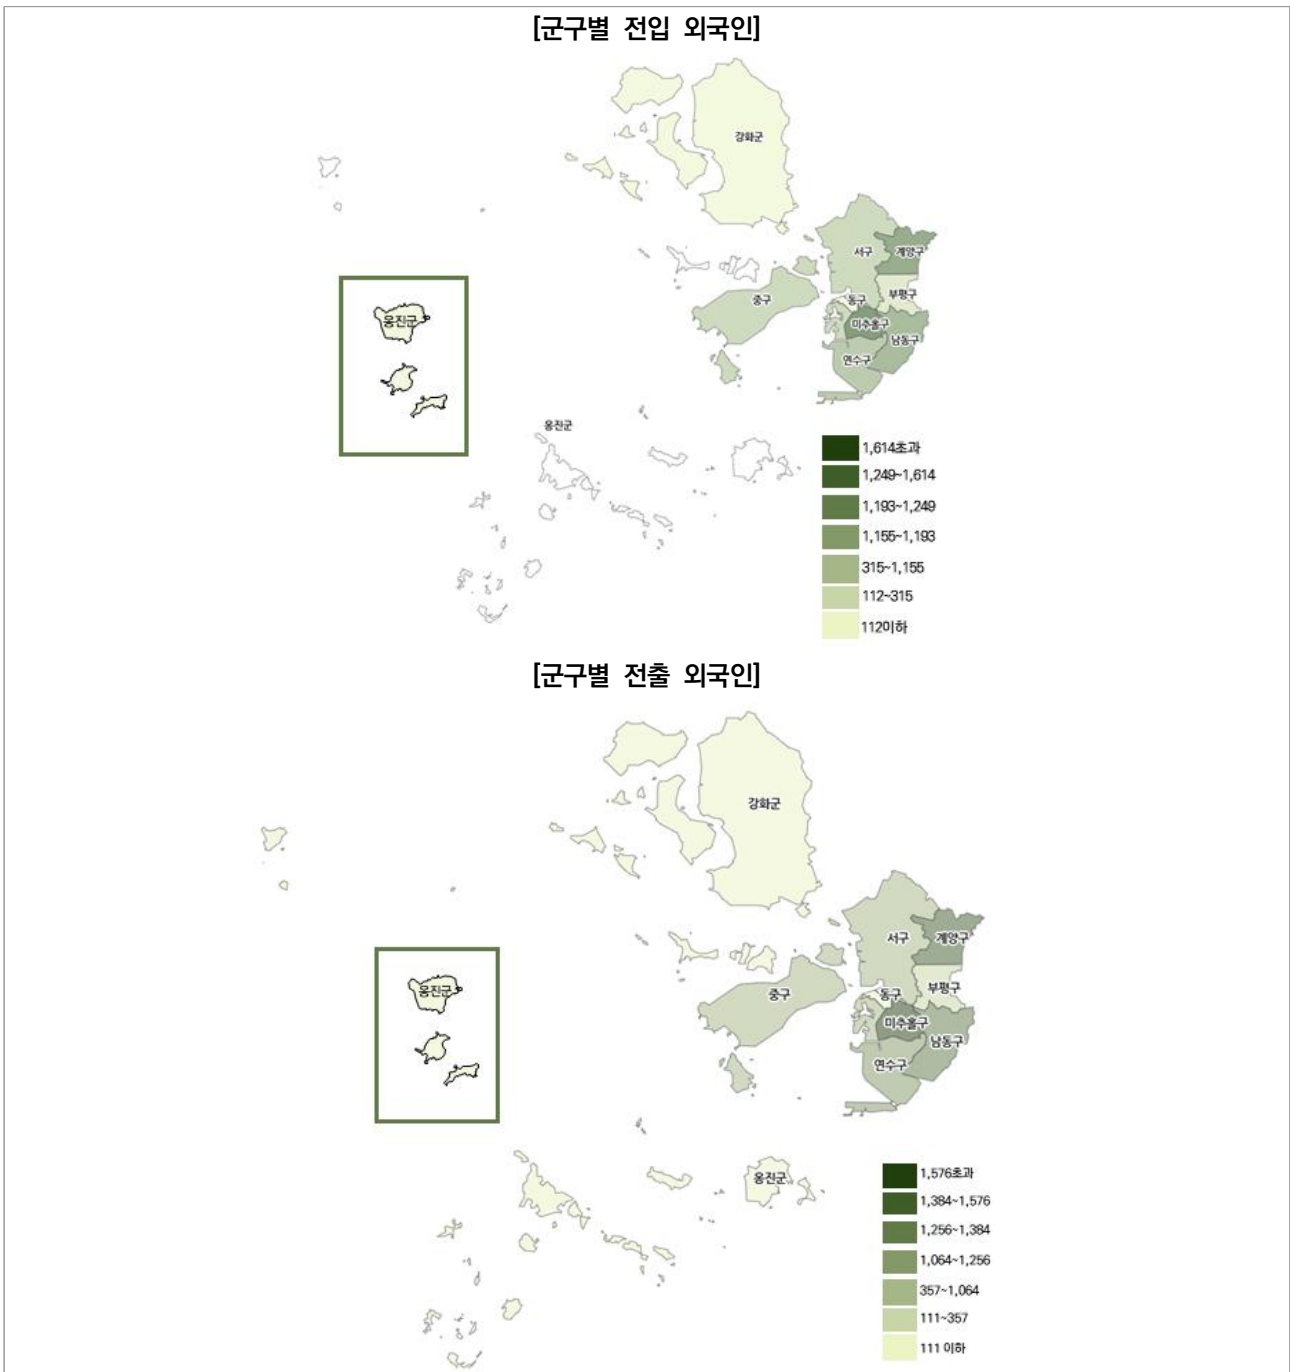 [군구별 전입 외국인]
강화군
서구
계양구
중구
동구
부평구
옹진군
미추홀구
남동구
연수구
옹진군
1,614초과
1,249~1,614
1,193~1,249
1,155~1,193
315~1,155
112~315
112이하
[군구별 전출 외국인]
강화군
서구
계양구
옹진군
중구
동구
부평구
미추홀구
남동구
연수구
옹진군
1,576초과
1,384~1,576
1,256~1,384
1,064~1,256
357~1,064
111~357
111 이하